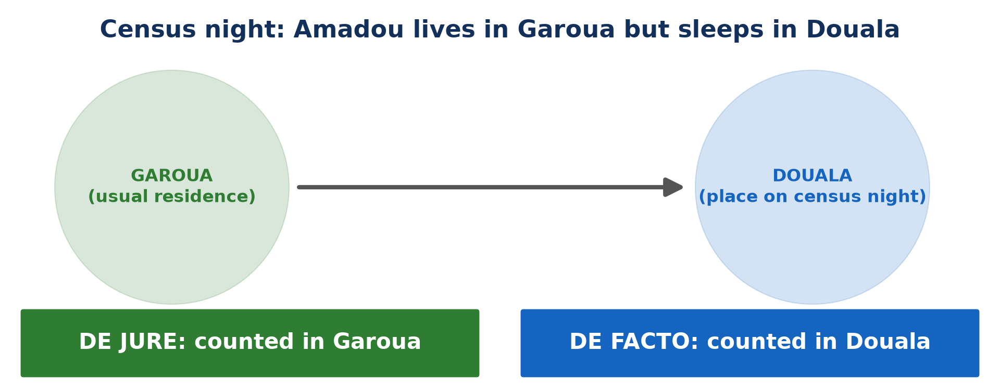 Census night: Amadou lives in Garoua but sleeps in Douala
GAROUA
(usual residence)
DOUALA
(place on census night)
DE JURE: counted in Garoua
DE FACTO: counted in Douala